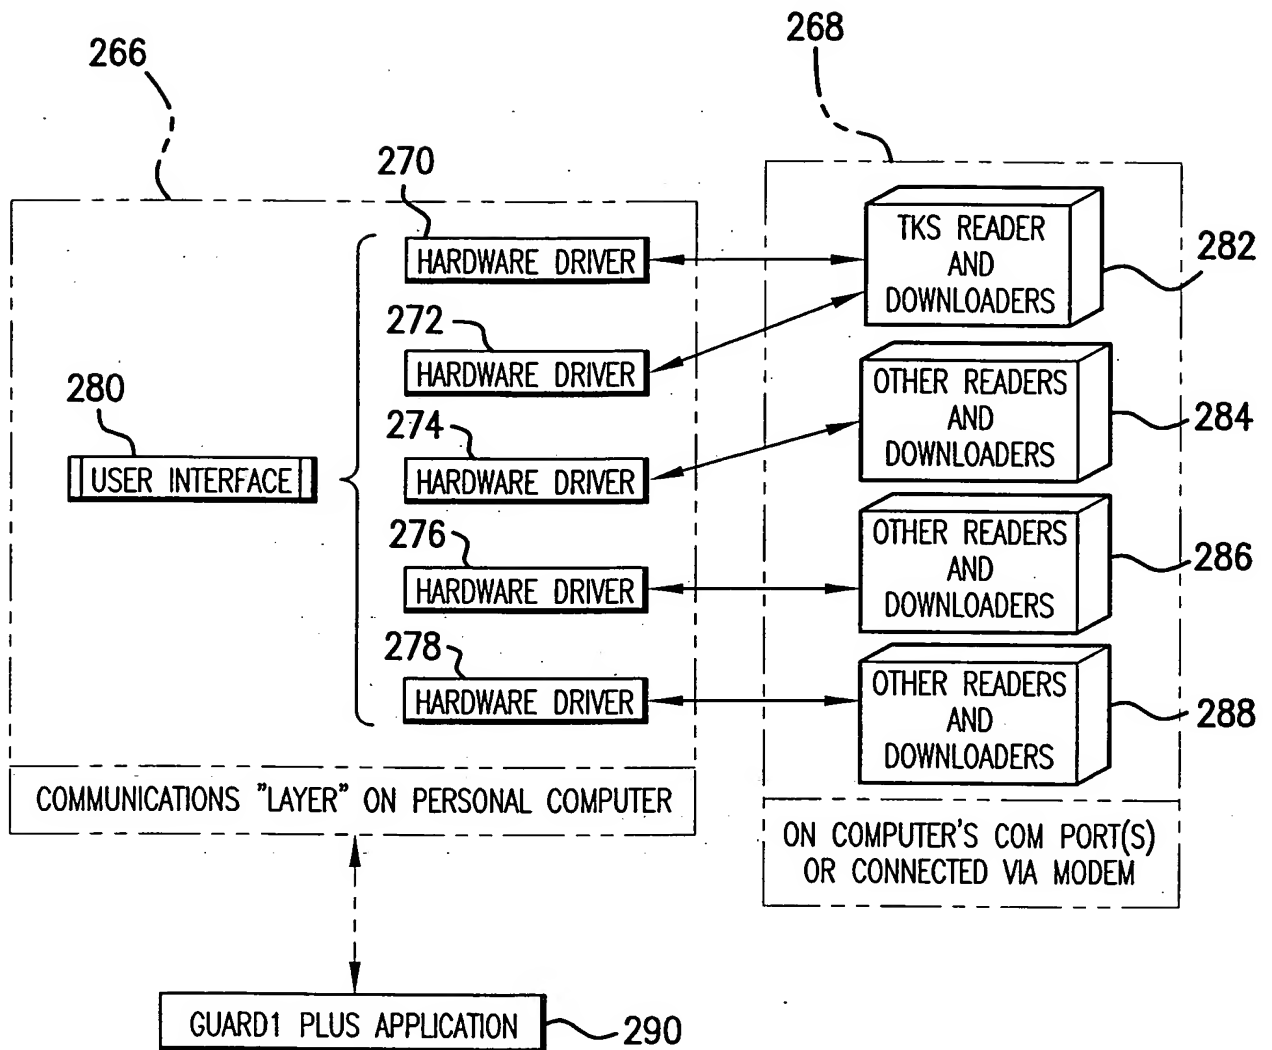 266
268
270
HARDWARE DRIVER
272
HARDWARE DRIVER
280
USER INTERFACE
274
HARDWARE DRIVER
276
HARDWARE DRIVER
278
HARDWARE DRIVER
COMMUNICATIONS "LAYER" ON PERSONAL COMPUTER
TKS READER
AND
DOWNLOADERS
282
OTHER READERS
AND
DOWNLOADERS
284
OTHER READERS
AND
DOWNLOADERS
286
OTHER READERS
AND
DOWNLOADERS
288
ON COMPUTER'S COM PORT(S)
OR CONNECTED VIA MODEM
GUARD1 PLUS APPLICATION
290